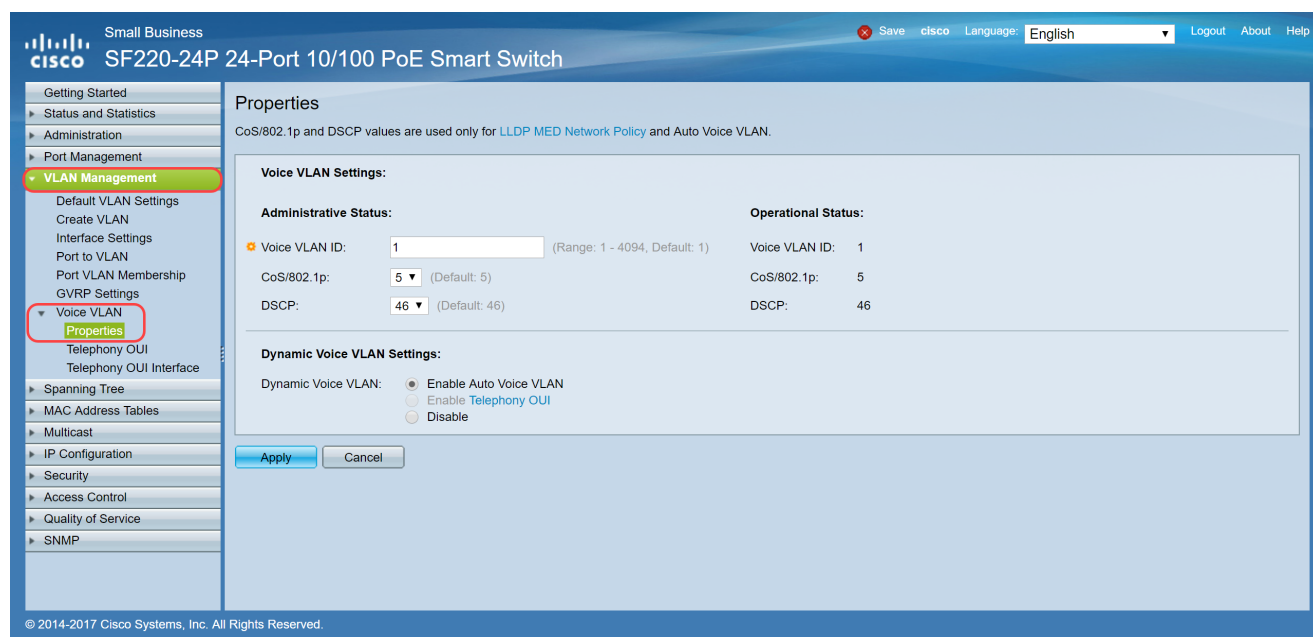 Small Business
cisco SF220-24P 24-Port 10/100 PoE Smart Switch
Save cisco Language: English Logout About Help
Getting Started
Status and Statistics
Administration
Port Management
VLAN Management
Default VLAN Settings
Create VLAN
Interface Settings
Port to VLAN
Port VLAN Membership
GVRP Settings
Voice VLAN
Properties
Telephony OUI
Telephony OUI Interface
Spanning Tree
MAC Address Tables
Multicast
IP Configuration
Security
Access Control
Quality of Service
SNMP
Properties
CoS/802.1p and DSCP values are used only for LLDP MED Network Policy and Auto Voice VLAN.
Voice VLAN Settings:
Administrative Status: Operational Status:
Voice VLAN ID: 1 (Range: 1 - 4094, Default: 1) Voice VLAN ID: 1
CoS/802.1p: 5 (Default: 5) CoS/802.1p: 5
DSCP: 46 (Default: 46) DSCP: 46
Dynamic Voice VLAN Settings:
Dynamic Voice VLAN: Enable Auto Voice VLAN
Enable Telephony OUI
Disable
Apply Cancel
© 2014-2017 Cisco Systems, Inc. All Rights Reserved.